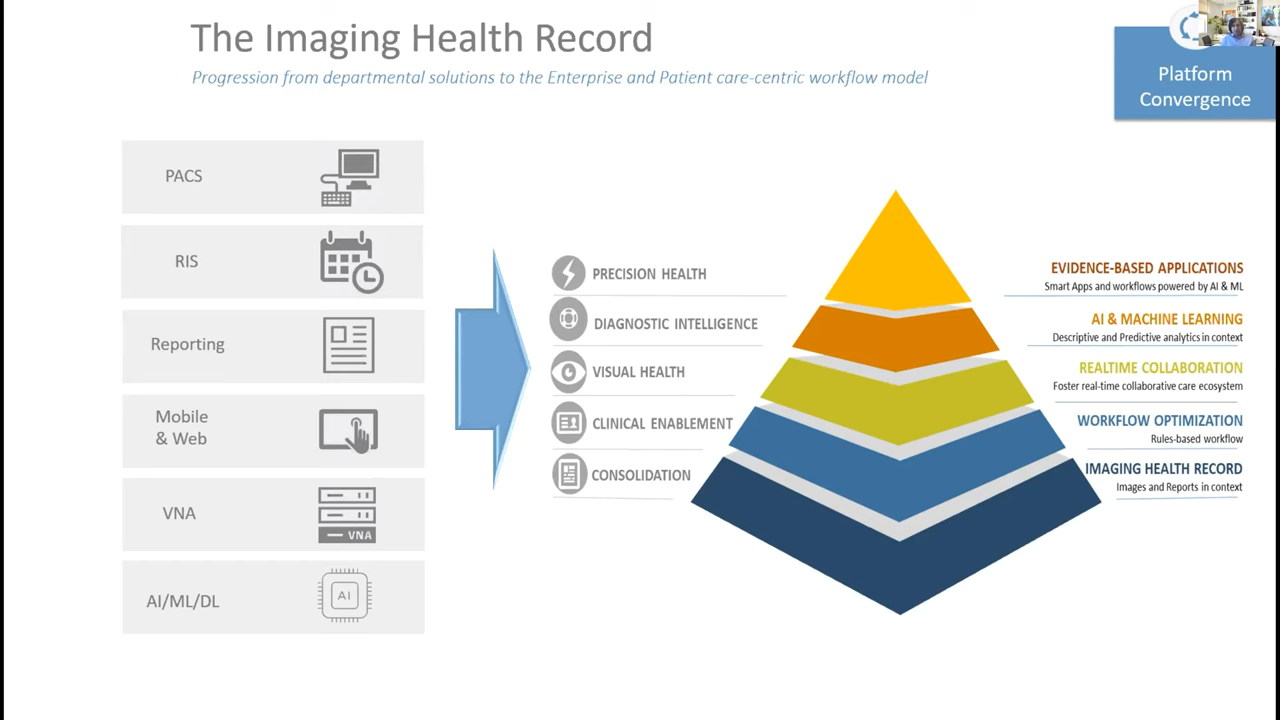 The Imaging Health Record
Progression from departmental solutions to the Enterprise and Patient care-centric workflow model
Platform
Convergence
PACS
RIS
Reporting
Mobile
& Web
VNA
VNA
AI/ML/DL
AI
PRECISION HEALTH
DIAGNOSTIC INTELLIGENCE
VISUAL HEALTH
CLINICAL ENABLEMENT
CONSOLIDATION
EVIDENCE-BASED APPLICATIONS
Smart Apps and workflows powered by AI & ML
AI & MACHINE LEARNING
Descriptive and Predictive analytics in context
REALTIME COLLABORATION
Foster real-time collaborative care ecosystem
WORKFLOW OPTIMIZATION
Rules-based workflow
IMAGING HEALTH RECORD
Images and Reports in context